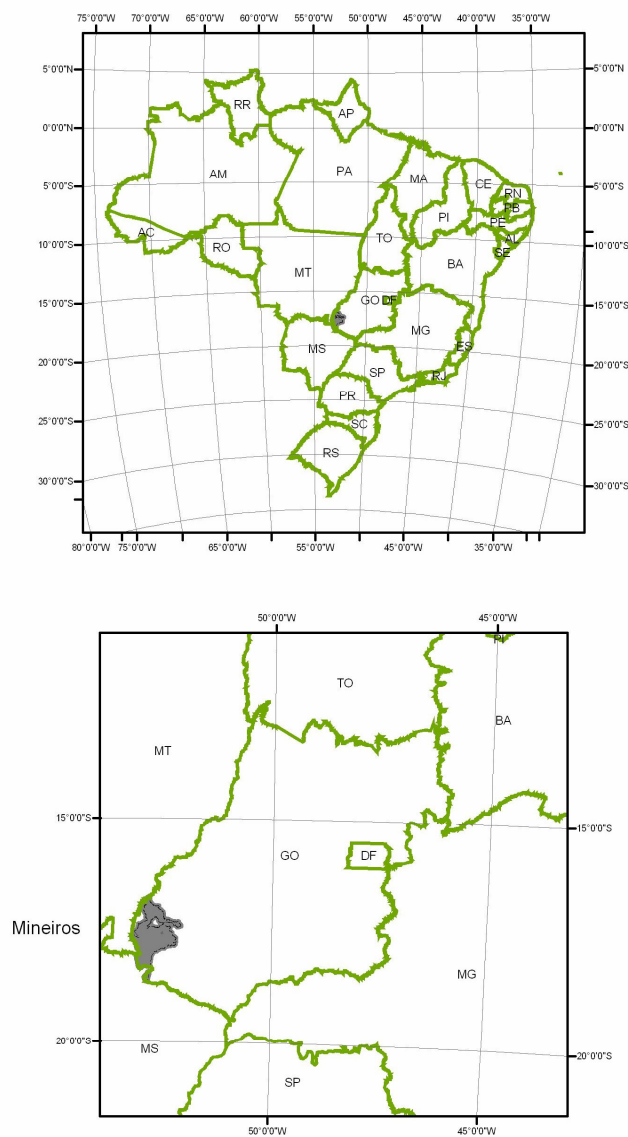 75°0'0"W 70°0'0"W 65°0'0"W 60°0'0"W 55°0'0"W 50°0'0"W 45°0'0"W 40°0'0"W 35°0'0"W
5°0'0"N 5°0'0"N
RR
AP
0°0'0"N 0°0'0"N
AM PA MA CE
5°0'0"S 5°0'0"S
RN
PB
PI
PE
AC TO AL
RO
10°0'0"S 10°0'0"S
SE
BA
MT
15°0'0"S GO DF 15°0'0"S
MG
MS ES
20°0'0"S 20°0'0"S
SP RJ
PR
25°0'0"S SC 25°0'0"S
RS
30°0'0"S 30°0'0"S
80°0'0"W 75°0'0"W 65°0'0"W 55°0'0"W 45°0'0"W 35°0'0"W
50°0'0"W 45°0'0"W
PI
TO
BA
MT
15°0'0"S 15°0'0"S
GO DF
Mineiros
MG
20°0'0"S 20°0'0"S
MS
SP
50°0'0"W 45°0'0"W